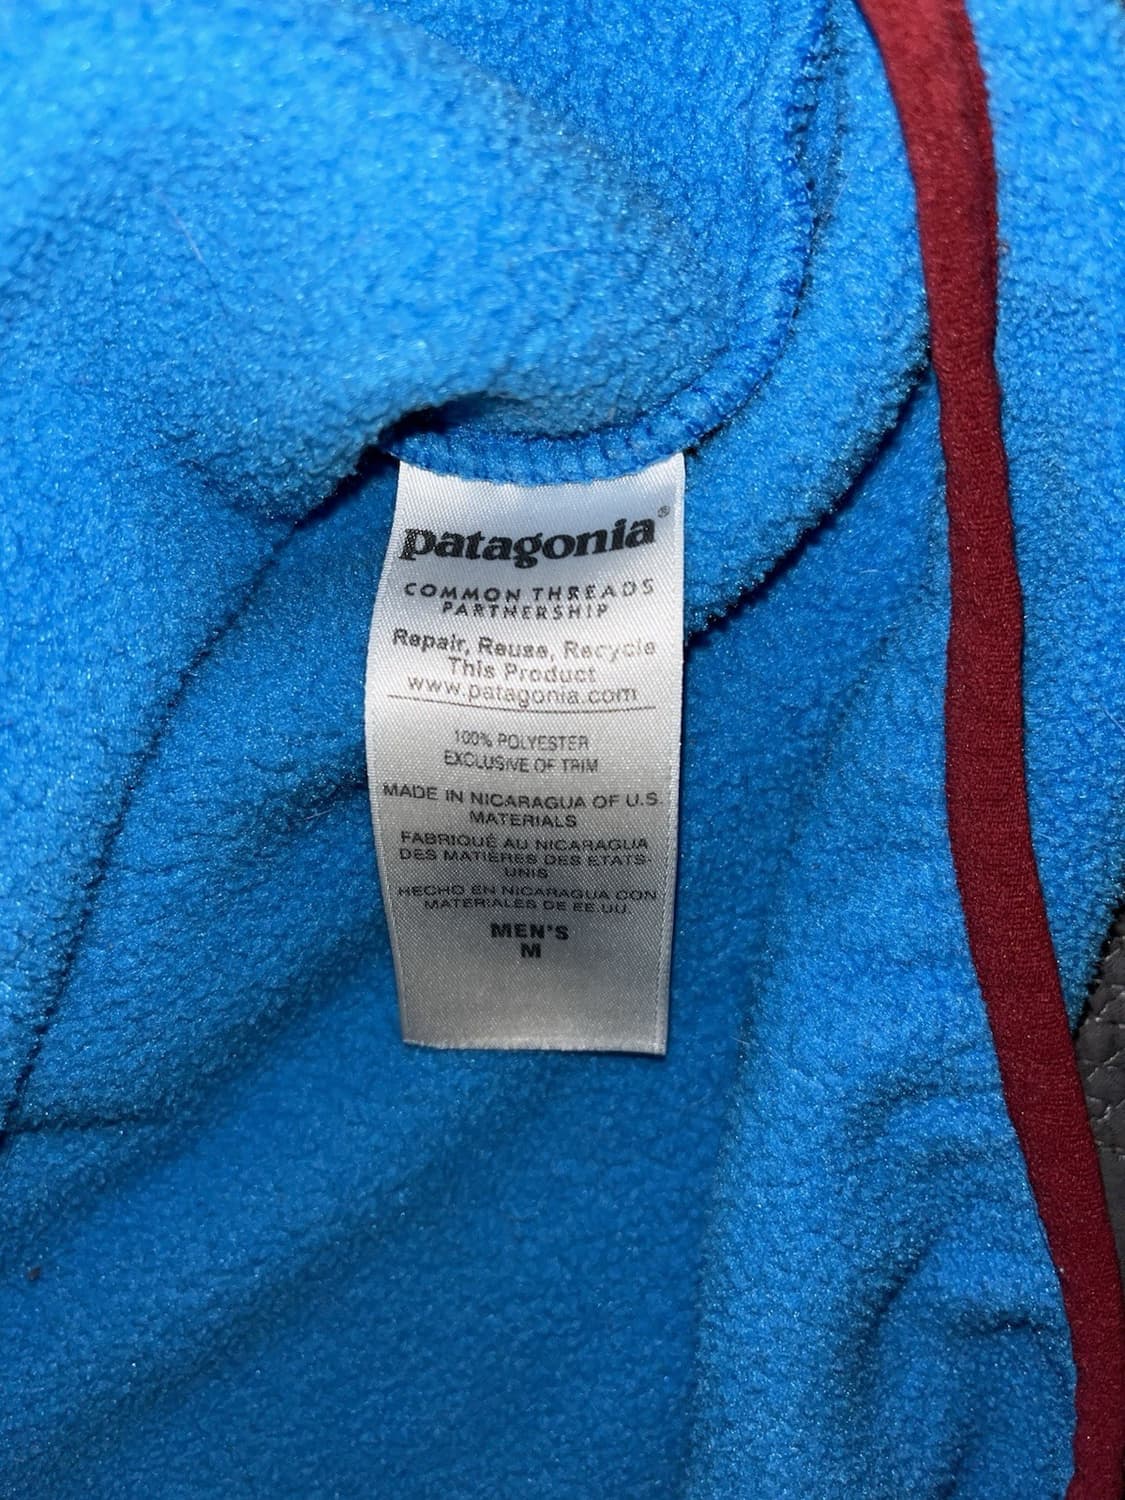 patagonia®
COMMON THREADS
PARTNERSHIP
Repair, Reuse, Recycle
This Product
www.patagonia.com
100% POLYESTER
EXCLUSIVE OF TRIM
MADE IN NICARAGUA OF U.S.
MATERIALS
FABRIQUÉ AU NICARAGUA
DES MATIÈRES DES ETATS-
UNIS
HECHO EN NICARAGUA CON
MATERIALES DE EE.UU.
MEN'S
M